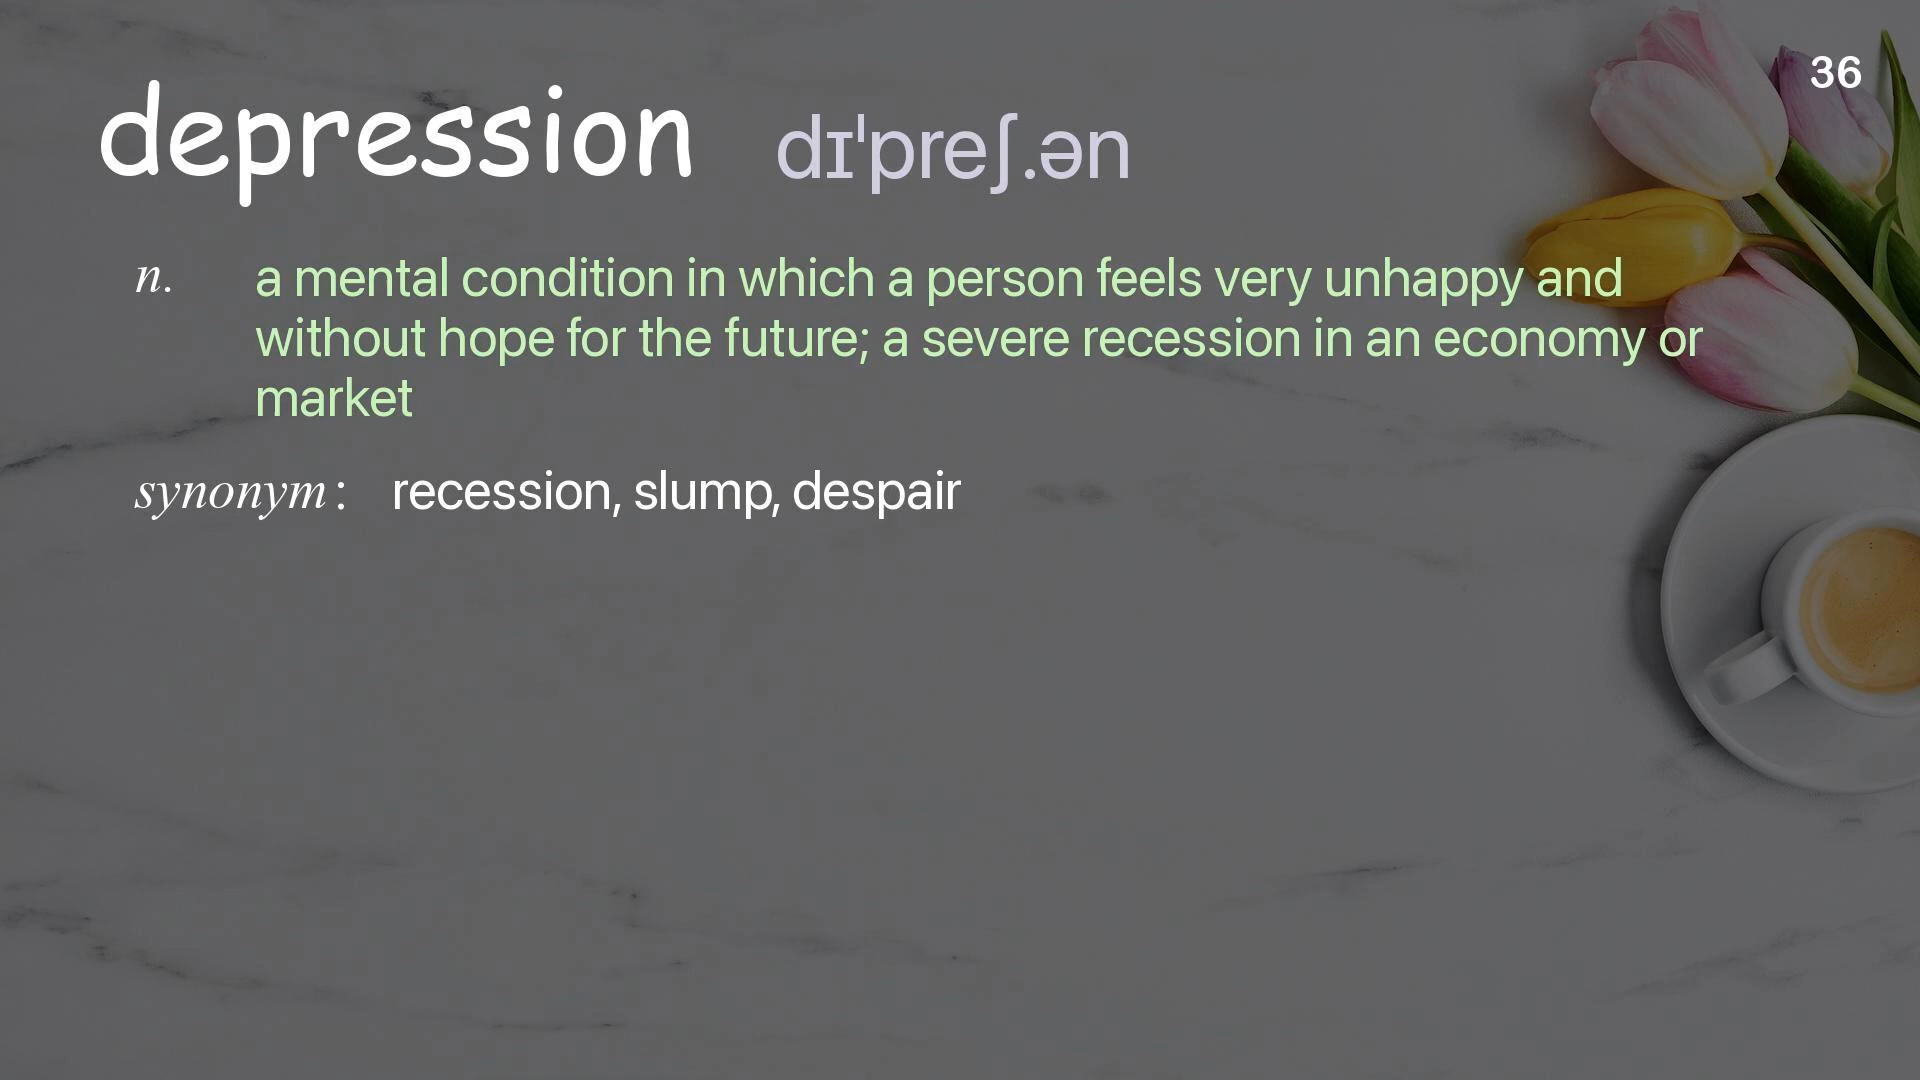 36
depression dɪˈpreʃ.ən
n. a mental condition in which a person feels very unhappy and
without hope for the future; a severe recession in an economy or
market
synonym: recession, slump, despair